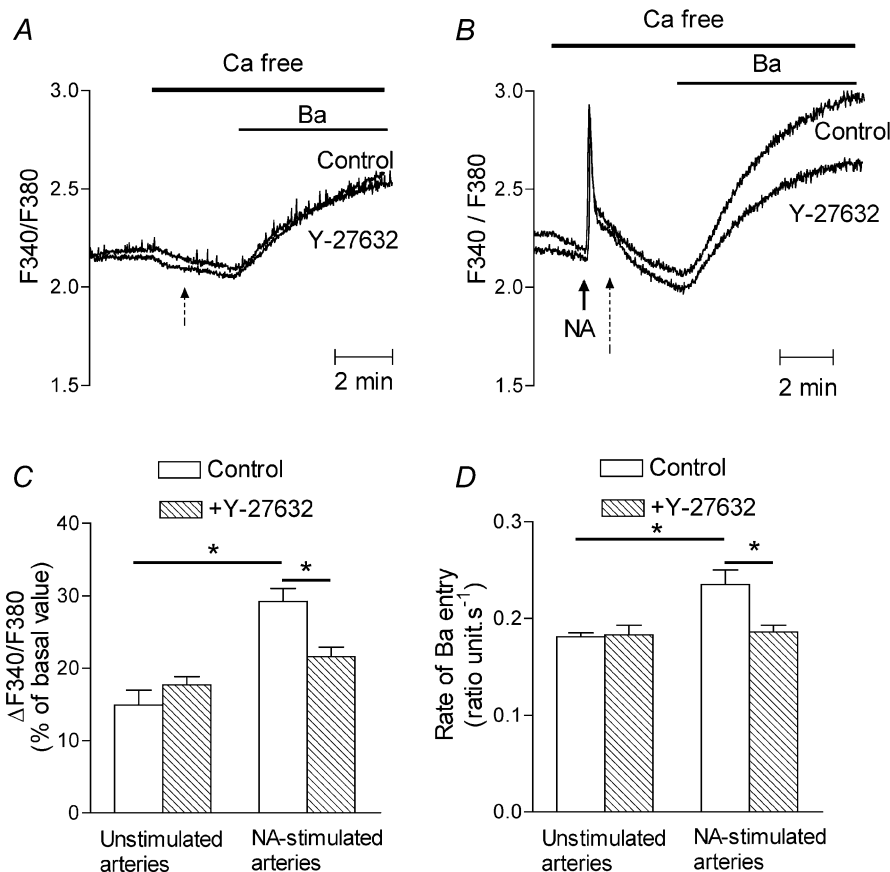 A
Ca free
Ba
3.0
2.5
2.0
1.5
F340/F380
Control
Y-27632
2 min
B
Ca free
Ba
3.0
2.5
2.0
1.5
F340 / F380
Control
Y-27632
NA
2 min
C
Control
+Y-27632
40
30
20
10
0
ΔF340/F380
(% of basal value)
*
*
Unstimulated
arteries
NA-stimulated
arteries
D
Control
+Y-27632
0.3
0.2
0.1
0.0
Rate of Ba entry
(ratio unit.s⁻¹)
*
*
Unstimulated
arteries
NA-stimulated
arteries